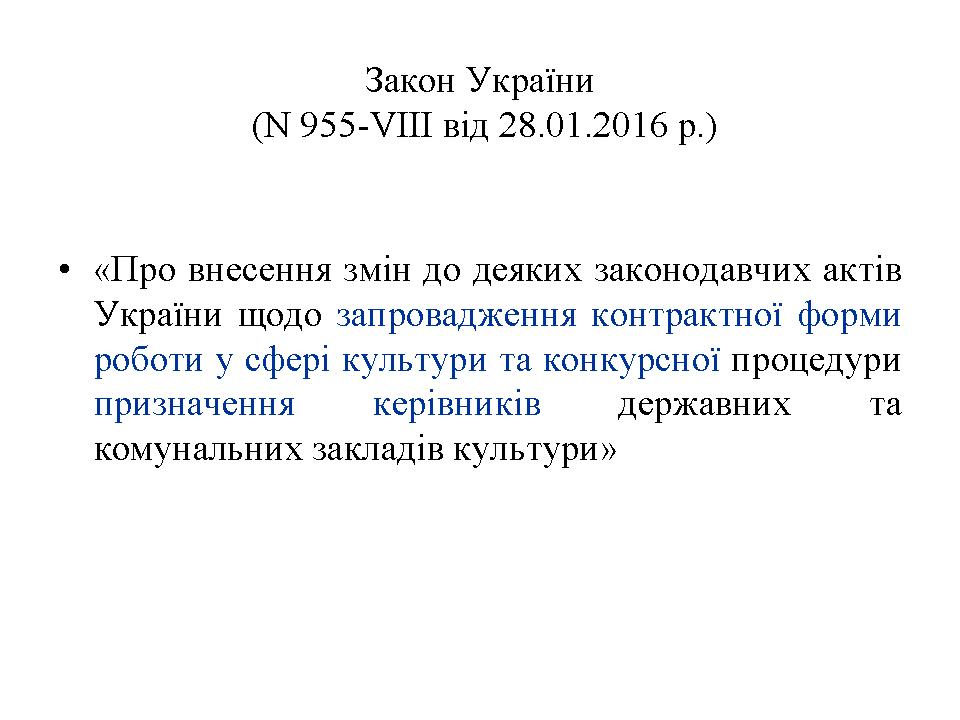 Закон України
(N 955-VIII від 28.01.2016 р.)
• «Про внесення змін до деяких законодавчих актів
України щодо запровадження контрактної форми
роботи у сфері культури та конкурсної процедури
призначення керівників державних та
комунальних закладів культури»